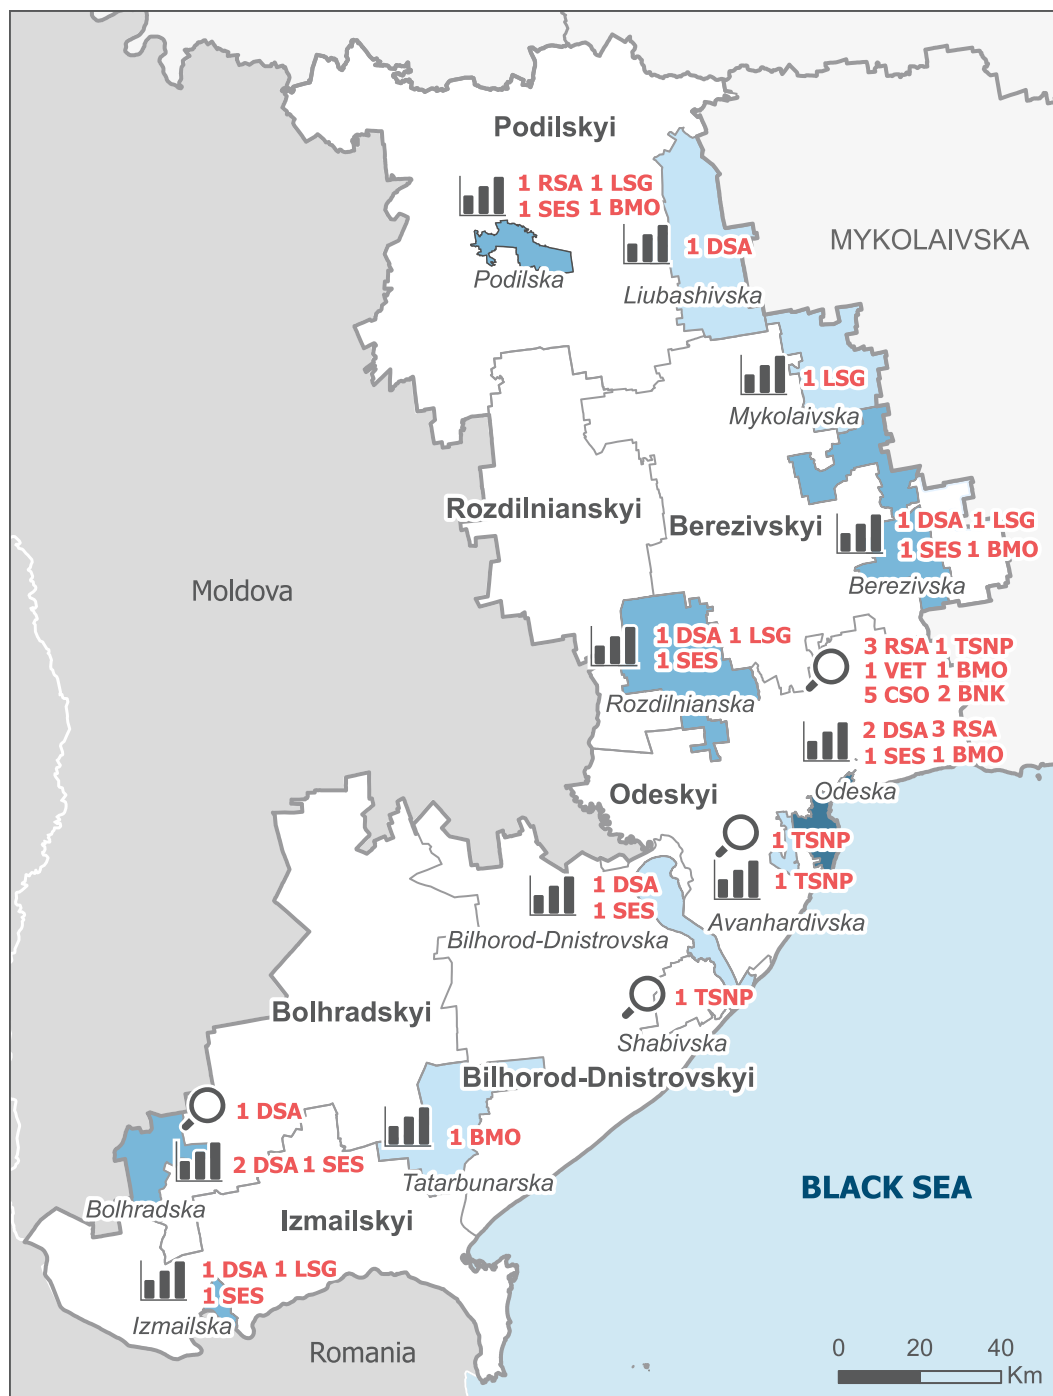 Podilskyi
1 RSA 1 LSG
1 SES 1 BMO
MYKOLAIVSKA
1 DSA
Podilska
Liubashivska
1 LSG
Mykolaivska
Rozdilnianskyi
Berezivskyi
1 DSA 1 LSG
1 SES 1 BMO
Berezivska
Moldova
1 DSA 1 LSG
1 SES
Rozdilnianska
3 RSA 1 TSNP
1 VET 1 BMO
5 CSO 2 BNK
2 DSA 3 RSA
1 SES 1 BMO
Odeska
Odeskyi
1 TSNP
1 TSNP
Avanhardivska
1 DSA
1 SES
Bilhorod-Dnistrovska
1 TSNP
Shabivska
Bolhradskyi
Bilhorod-Dnistrovskyi
1 DSA
2 DSA 1 SES
Bolhradska
1 BMO
Tatarbunarska
BLACK SEA
Izmailskyi
1 DSA 1 LSG
1 SES
Izmailska
Romania
0 20 40
Km